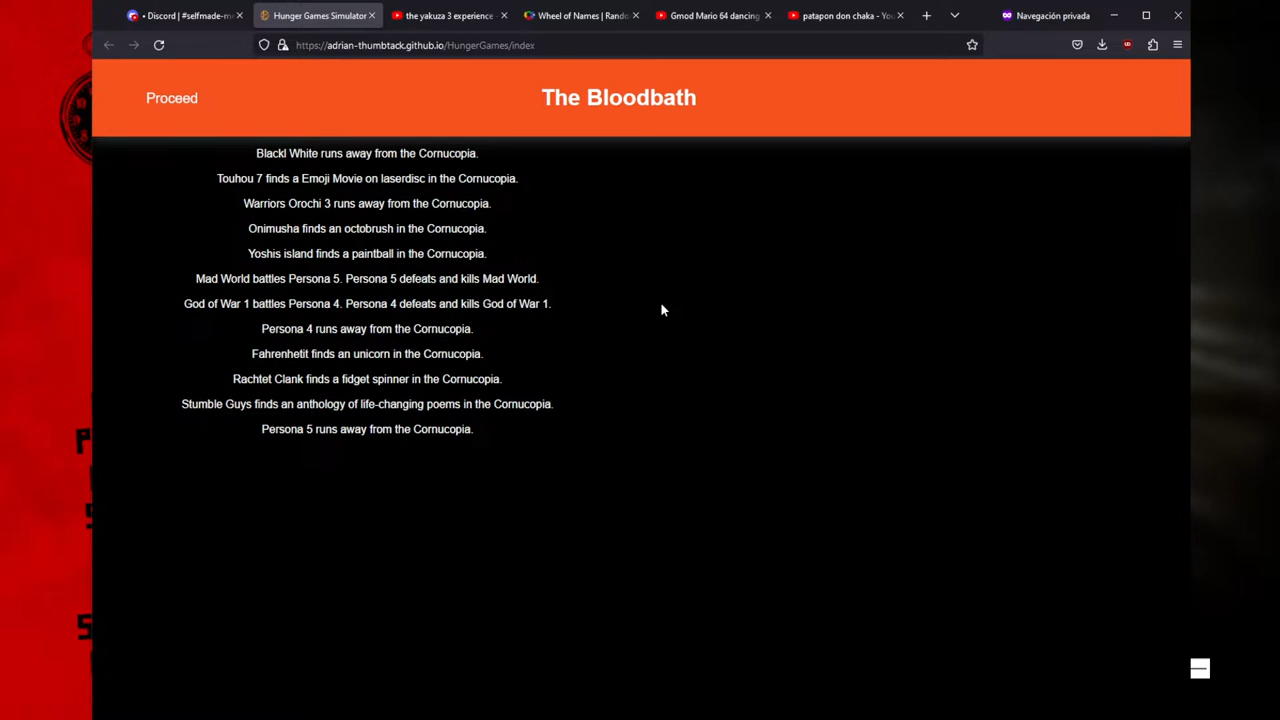 • Discord | #selfmade-m
Hunger Games Simulator
the yakuza 3 experience
Wheel of Names | Rando
Gmod Mario 64 dancing
patapon don chaka - You
Navegación privada
https://adrian-thumbtack.github.io/HungerGames/index
Proceed
The Bloodbath
Blackl White runs away from the Cornucopia.
Touhou 7 finds a Emoji Movie on laserdisc in the Cornucopia.
Warriors Orochi 3 runs away from the Cornucopia.
Onimusha finds an octobrush in the Cornucopia.
Yoshis island finds a paintball in the Cornucopia.
Mad World battles Persona 5. Persona 5 defeats and kills Mad World.
God of War 1 battles Persona 4. Persona 4 defeats and kills God of War 1.
Persona 4 runs away from the Cornucopia.
Fahrenhetit finds an unicorn in the Cornucopia.
Rachtet Clank finds a fidget spinner in the Cornucopia.
Stumble Guys finds an anthology of life-changing poems in the Cornucopia.
Persona 5 runs away from the Cornucopia.